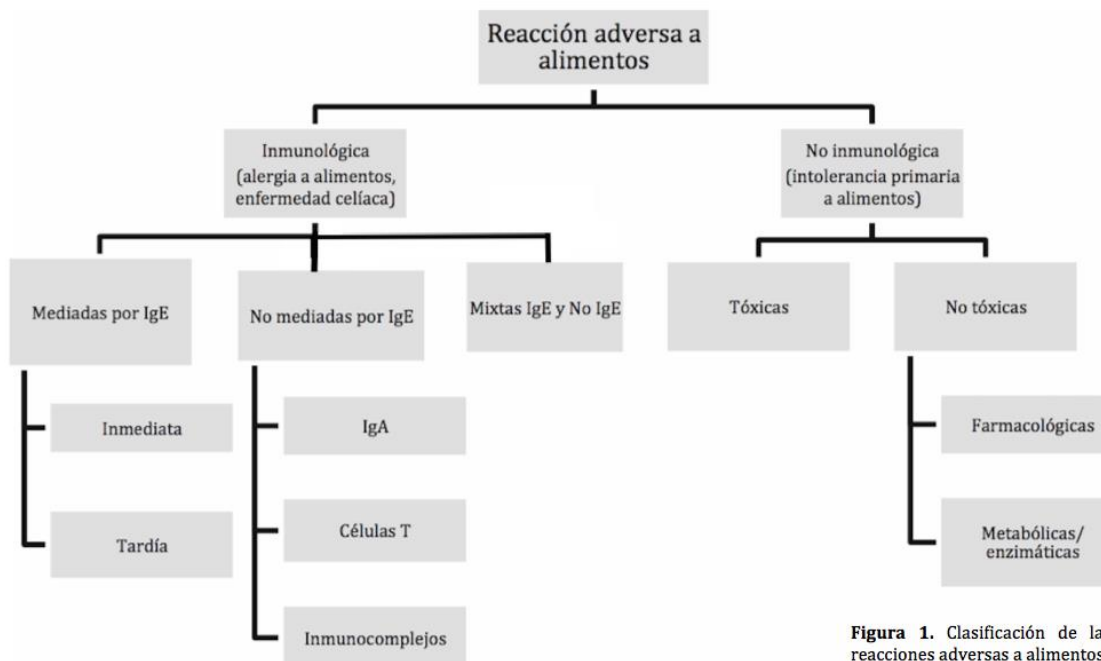 Reacción adversa a
alimentos
Inmunológica
(alergia a alimentos,
enfermedad celíaca)
No inmunológica
(intolerancia primaria
a alimentos)
Mediadas por IgE
No mediadas por IgE
Mixtas IgE y No IgE
Tóxicas
No tóxicas
Inmediata
IgA
Farmacológicas
Tardía
Células T
Metabólicas/
enzimáticas
Inmunocomplejos
Figura 1. Clasificación de la
reacciones adversas a alimentos